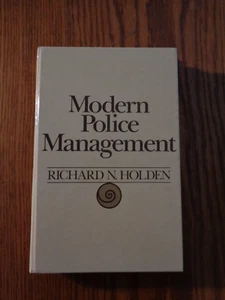 Modern
Police
Management
RICHARD N. HOLDEN